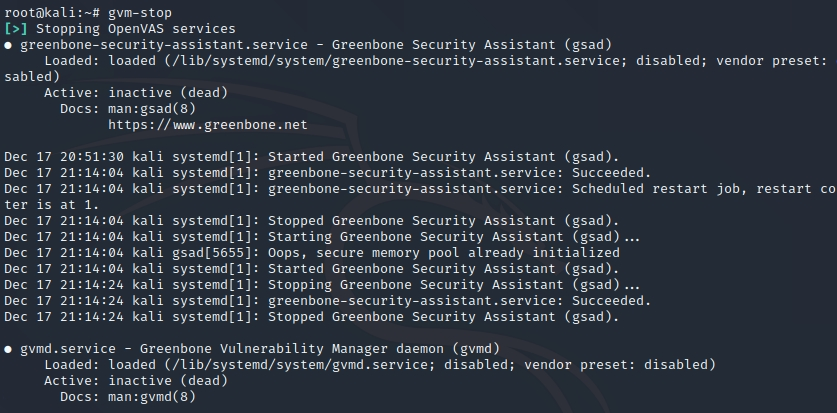 root@kali:~# gvm-stop
[>] Stopping OpenVAS services
● greenbone-security-assistant.service - Greenbone Security Assistant (gsad)
     Loaded: loaded (/lib/systemd/system/greenbone-security-assistant.service; disabled; vendor preset:
sabled)
     Active: inactive (dead)
       Docs: man:gsad(8)
             https://www.greenbone.net

Dec 17 20:51:30 kali systemd[1]: Started Greenbone Security Assistant (gsad).
Dec 17 21:14:04 kali systemd[1]: greenbone-security-assistant.service: Succeeded.
Dec 17 21:14:04 kali systemd[1]: greenbone-security-assistant.service: Scheduled restart job, restart co
ter is at 1.
Dec 17 21:14:04 kali systemd[1]: Stopped Greenbone Security Assistant (gsad).
Dec 17 21:14:04 kali systemd[1]: Starting Greenbone Security Assistant (gsad)...
Dec 17 21:14:04 kali gsad[5655]: Oops, secure memory pool already initialized
Dec 17 21:14:04 kali systemd[1]: Started Greenbone Security Assistant (gsad).
Dec 17 21:14:24 kali systemd[1]: Stopping Greenbone Security Assistant (gsad)...
Dec 17 21:14:24 kali systemd[1]: greenbone-security-assistant.service: Succeeded.
Dec 17 21:14:24 kali systemd[1]: Stopped Greenbone Security Assistant (gsad).

● gvmd.service - Greenbone Vulnerability Manager daemon (gvmd)
     Loaded: loaded (/lib/systemd/system/gvmd.service; disabled; vendor preset: disabled)
     Active: inactive (dead)
       Docs: man:gvmd(8)